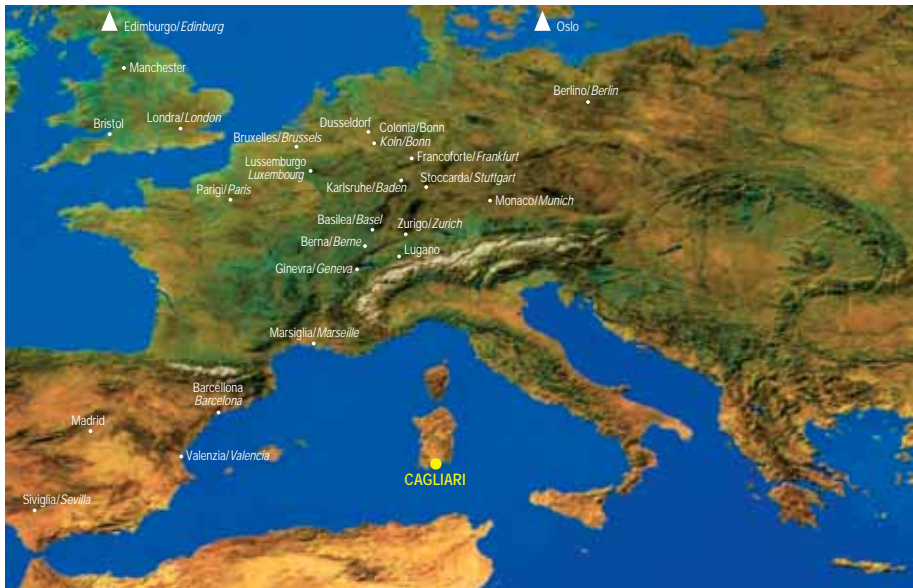 Edimburgo/Edinburg
Oslo
Manchester
Berlino/Berlin
Londra/London
Bristol
Dusseldorf
Colonia/Bonn
Koln/Bonn
Bruxelles/Brussels
Francoforte/Frankfurt
Lussemburgo
Luxembourg
Stoccarda/Stuttgart
Karlsruhe/Baden
Parigi/Paris
Monaco/Munich
Basilea/Basel
Zurigo/Zurich
Berna/Berne
Lugano
Ginevra/Geneva
Marsiglia/Marseille
Barcellona
Barcelona
Madrid
Valenzia/Valencia
CAGLIARI
Siviglia/Sevilla